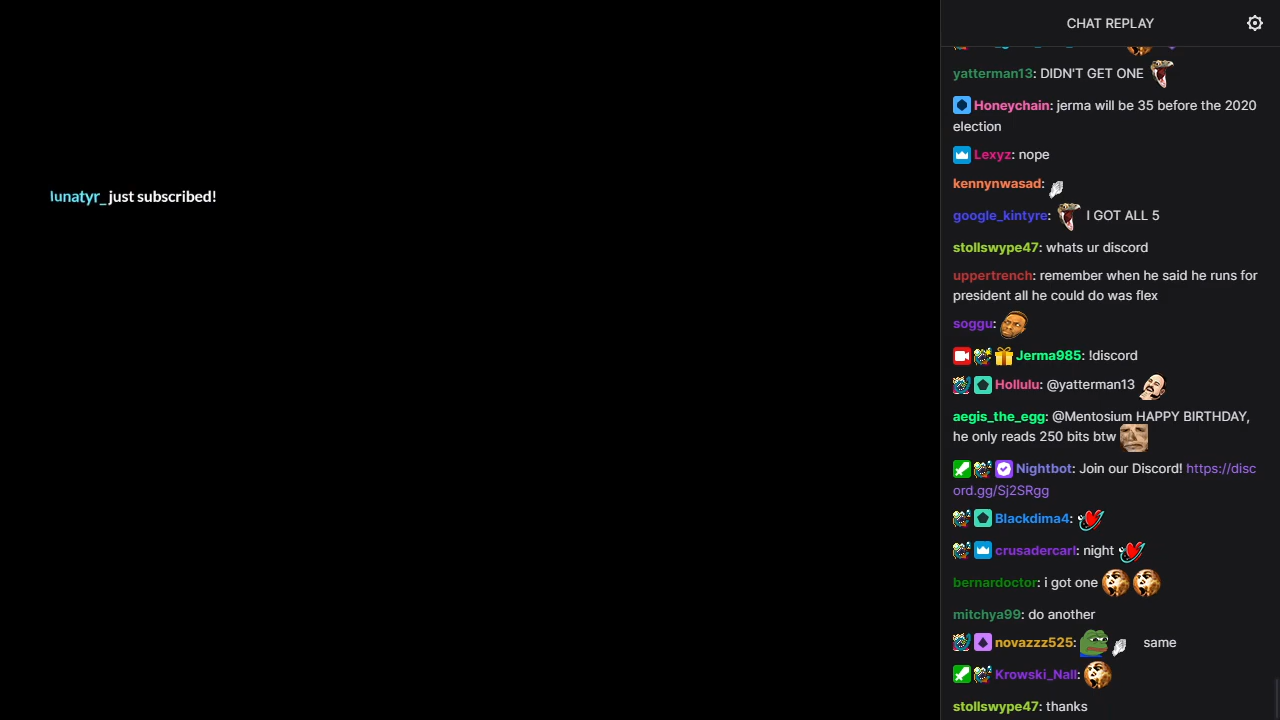 CHAT REPLAY
yatterman13: DIDN'T GET ONE
Honeychain: jerma will be 35 before the 2020
election
Lexyz: nope
kennynwasad:
google_kintyre: I GOT ALL 5
stollswype47: whats ur discord
uppertrench: remember when he said he runs for
president all he could do was flex
soggu:
Jerma985: !discord
Hollulu: @yatterman13
aegis_the_egg: @Mentosium HAPPY BIRTHDAY,
he only reads 250 bits btw
Nightbot: Join our Discord! https://disc
ord.gg/Sj2SRgg
Blackdima4:
crusadercarl: night
bernardoctor: i got one
mitchya99: do another
novazzz525: same
Krowski_Nall:
stollswype47: thanks
lunatyr_ just subscribed!